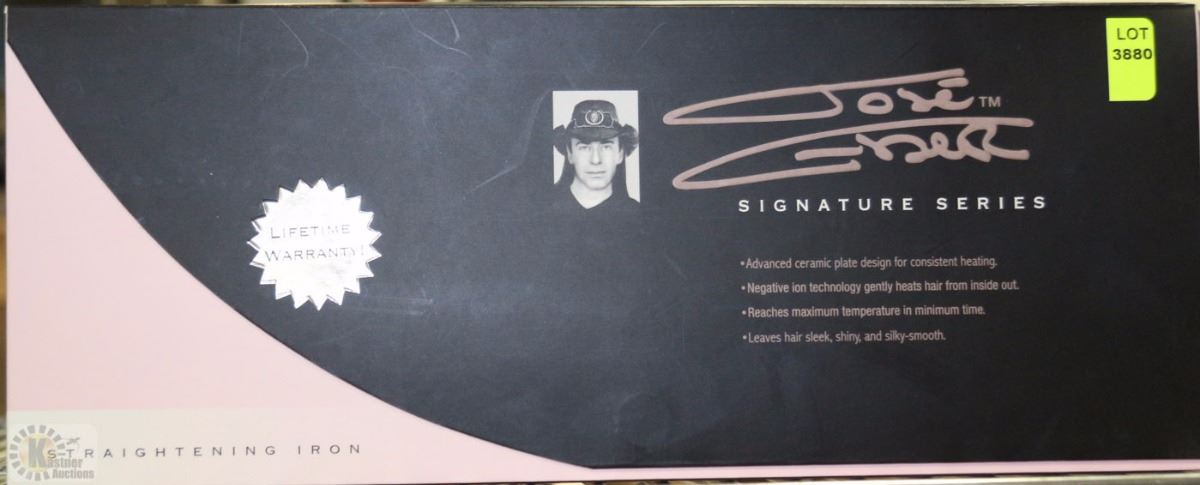 LOT
3880
José™
Eber
SIGNATURE SERIES
LIFETIME
WARRANTY!
•Advanced ceramic plate design for consistent heating.
•Negative ion technology gently heats hair from inside out.
•Reaches maximum temperature in minimum time.
•Leaves hair sleek, shiny, and silky-smooth.
STRAIGHTENING IRON
Kastner
Auctions